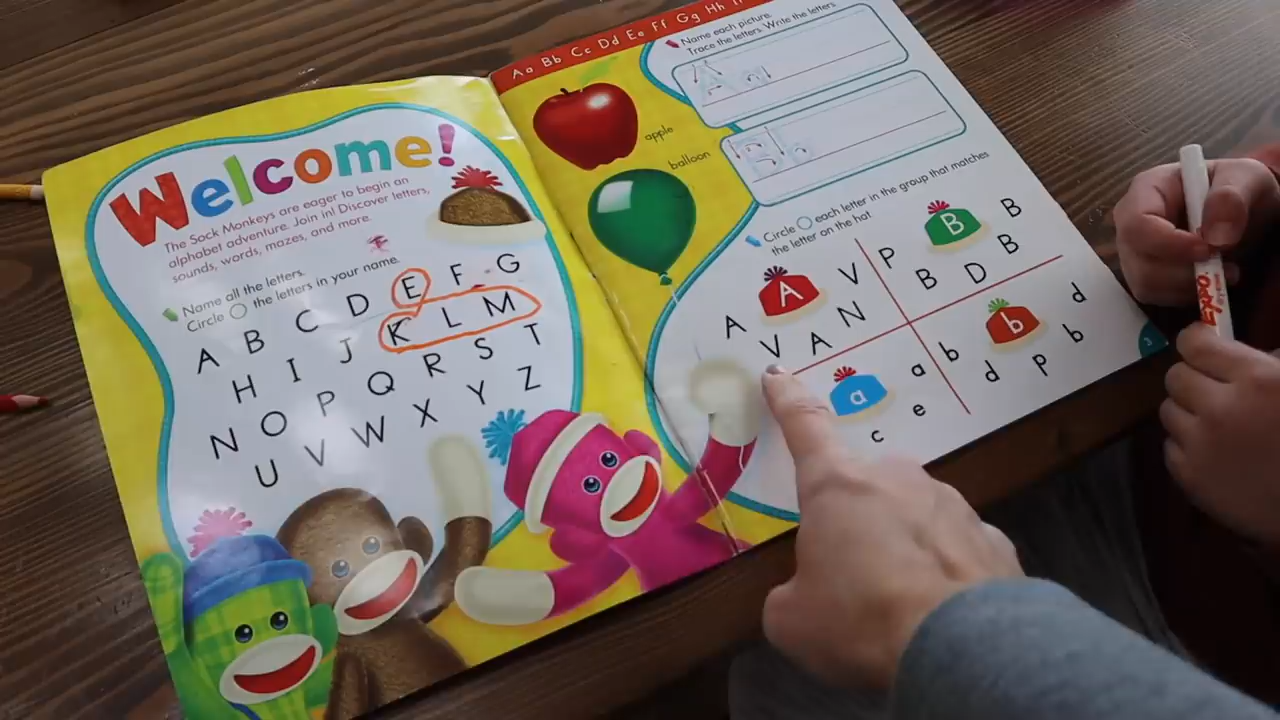 Welcome!
The Sock Monkeys are eager to begin an
alphabet adventure. Join in! Discover letters,
sounds, words, mazes, and more.
Name all the letters.
Circle the letters in your name.
A B C D E F G
H I J K L M
N O P Q R S T
U V W X Y Z
Aa Bb Cc Dd Ee Ff Gg Hh
Name each picture.
Trace the letters. Write the letters.
apple
Aa
balloon
Bb
Circle each letter in the group that matches
the letter on the hat.
A
A V
V A N
B
P B
B D B
a
a
c e
b
b d
d p b
3
EXPO